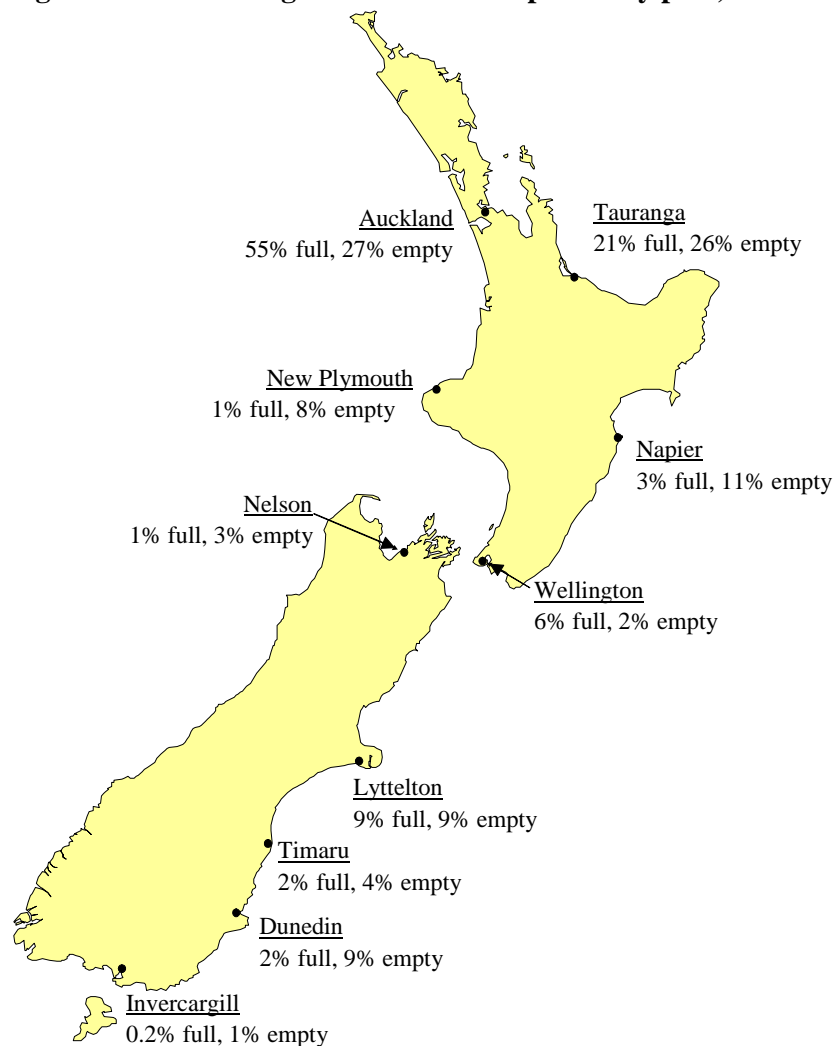 by port,
Auckland
55% full, 27% empty
Tauranga
21% full, 26% empty
New Plymouth
1% full, 8% empty
Napier
3% full, 11% empty
Nelson
1% full, 3% empty
Wellington
6% full, 2% empty
Lyttelton
9% full, 9% empty
Timaru
2% full, 4% empty
Dunedin
2% full, 9% empty
Invercargill
0.2% full, 1% empty